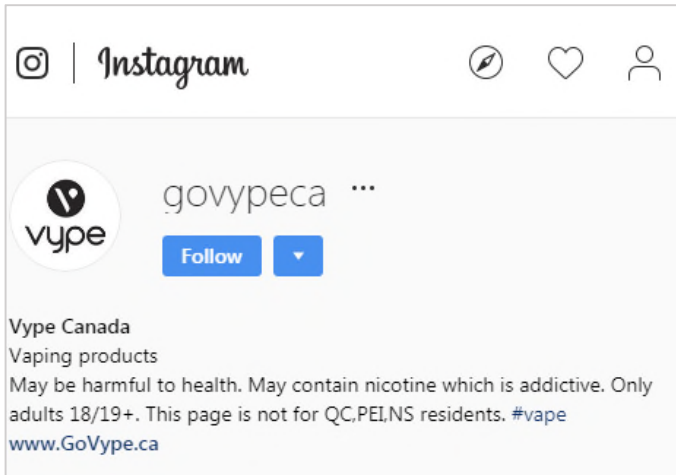 Instagram
govypeca ...
vype
Follow
Vype Canada
Vaping products
May be harmful to health. May contain nicotine which is addictive. Only
adults 18/19+. This page is not for QC,PEI,NS residents. #vape
www.GoVype.ca